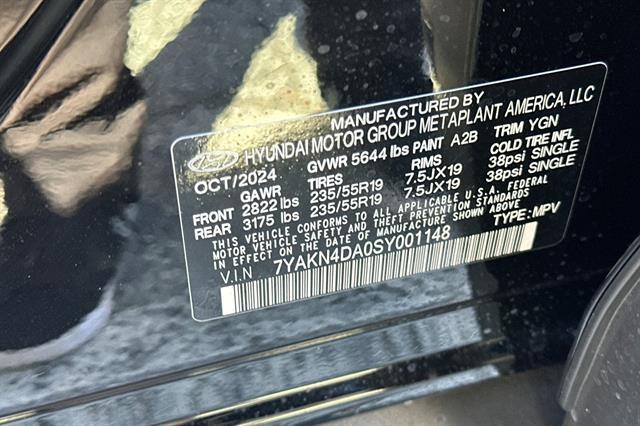 MANUFACTURED BY
HYUNDAI MOTOR GROUP METAPLANT AMERICA, LLC
OCT/2024 GVWR 5644 lbs PAINT A2B TRIM YGN
GAWR TIRES RIMS COLD TIRE INFL
FRONT 2822 lbs 235/55R19 7.5JX19 38psi SINGLE
REAR 3175 lbs 235/55R19 7.5JX19 38psi SINGLE
THIS VEHICLE CONFORMS TO ALL APPLICABLE U.S.A. FEDERAL
MOTOR VEHICLE SAFETY AND THEFT PREVENTION STANDARDS
IN EFFECT ON THE DATE OF MANUFACTURE SHOWN ABOVE.
V.I.N 7YAKN4DA0SY001148 TYPE: MPV